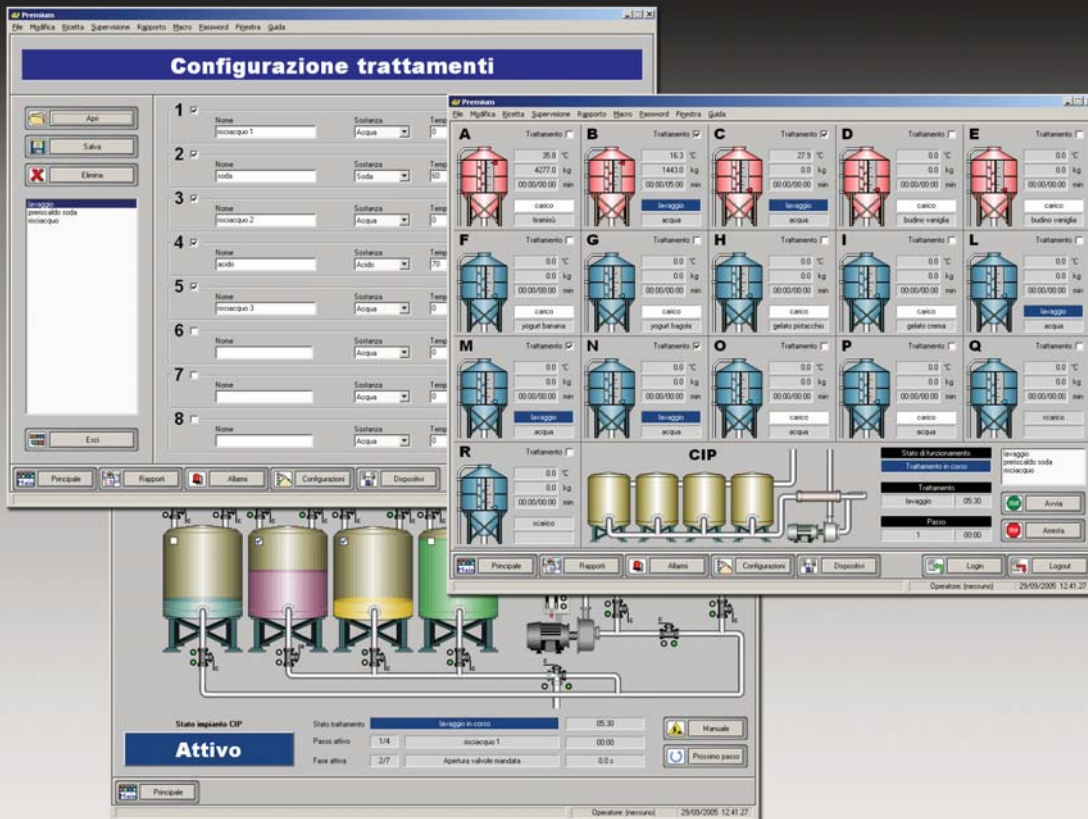 Premium
File Modifica Ricetta Supervisione Rapporto Macro Password Finestra Guida
Configurazione trattamenti
Apri
Salva
Elimina
lavaggio
preriscaldo soda
risciacquo
Esci
1
Nome Sostanza Temp
risciacquo 1 Acqua 0
2
Nome Sostanza Temp
soda Soda 60
3
Nome Sostanza Temp
risciacquo 2 Acqua 0
4
Nome Sostanza Temp
acido Acido 70
5
Nome Sostanza Temp
risciacquo 3 Acqua 0
6
Nome Sostanza Temp
Acqua 0
7
Nome Sostanza Temp
Acqua 0
8
Nome Sostanza Temp
Acqua 0
Principale Rapporti Allarmi Configurazioni Dispositivi
Premium
File Modifica Ricetta Supervisione Rapporto Macro Password Finestra Guida
A Trattamento B Trattamento C Trattamento D Trattamento E Trattamento
35.8 °C 16.3 °C 27.9 °C 0.0 °C 0.0 °C
4277.0 kg 1443.0 kg 0.0 kg 0.0 kg 0.0 kg
00:00/00:00 min 00:00/05:00 min 00:00/00:00 min 00:00/00:00 min 00:00/00:00 min
carico lavaggio lavaggio carico carico
tiramisù acqua acqua budino vaniglia budino vaniglia
F Trattamento G Trattamento H Trattamento I Trattamento L Trattamento
0.0 °C 0.0 °C 0.0 °C 0.0 °C 0.0 °C
0.0 kg 0.0 kg 0.0 kg 0.0 kg 0.0 kg
00:00/00:00 min 00:00/00:00 min 00:00/00:00 min 00:00/00:00 min 00:00/00:00 min
carico carico carico carico lavaggio
yogurt banana yogurt fragola gelato pistacchio gelato crema acqua
M Trattamento N Trattamento O Trattamento P Trattamento Q Trattamento
0.0 °C 0.0 °C 0.0 °C 0.0 °C 0.0 °C
0.0 kg 0.0 kg 0.0 kg 0.0 kg 0.0 kg
00:00/00:00 min 00:00/00:00 min 00:00/00:00 min 00:00/00:00 min 00:00/00:00 min
lavaggio lavaggio carico carico scarico
acqua acqua acqua acqua
R Trattamento
0.0 °C
0.0 kg
00:00/00:00 min
scarico
CIP
Stato di funzionamento
Trattamento in corso
Trattamento
lavaggio 05:30
Passo
1 00:00
lavaggio
preriscaldo soda
risciacquo
Avvia
Arresta
Principale Rapporti Allarmi Configurazioni Dispositivi Login Logout
Operatore: (nessuno) 29/09/2005 12.41.27
Stato impianto CIP
Attivo
Stato trattamento lavaggio in corso 05:30
Passo attivo 1/4 risciacquo 1 00:00
Fase attiva 2/7 Apertura valvole mandata 0.0 s
Manuale
Prossimo passo
Principale
Operatore: (nessuno) 29/09/2005 12.41.27